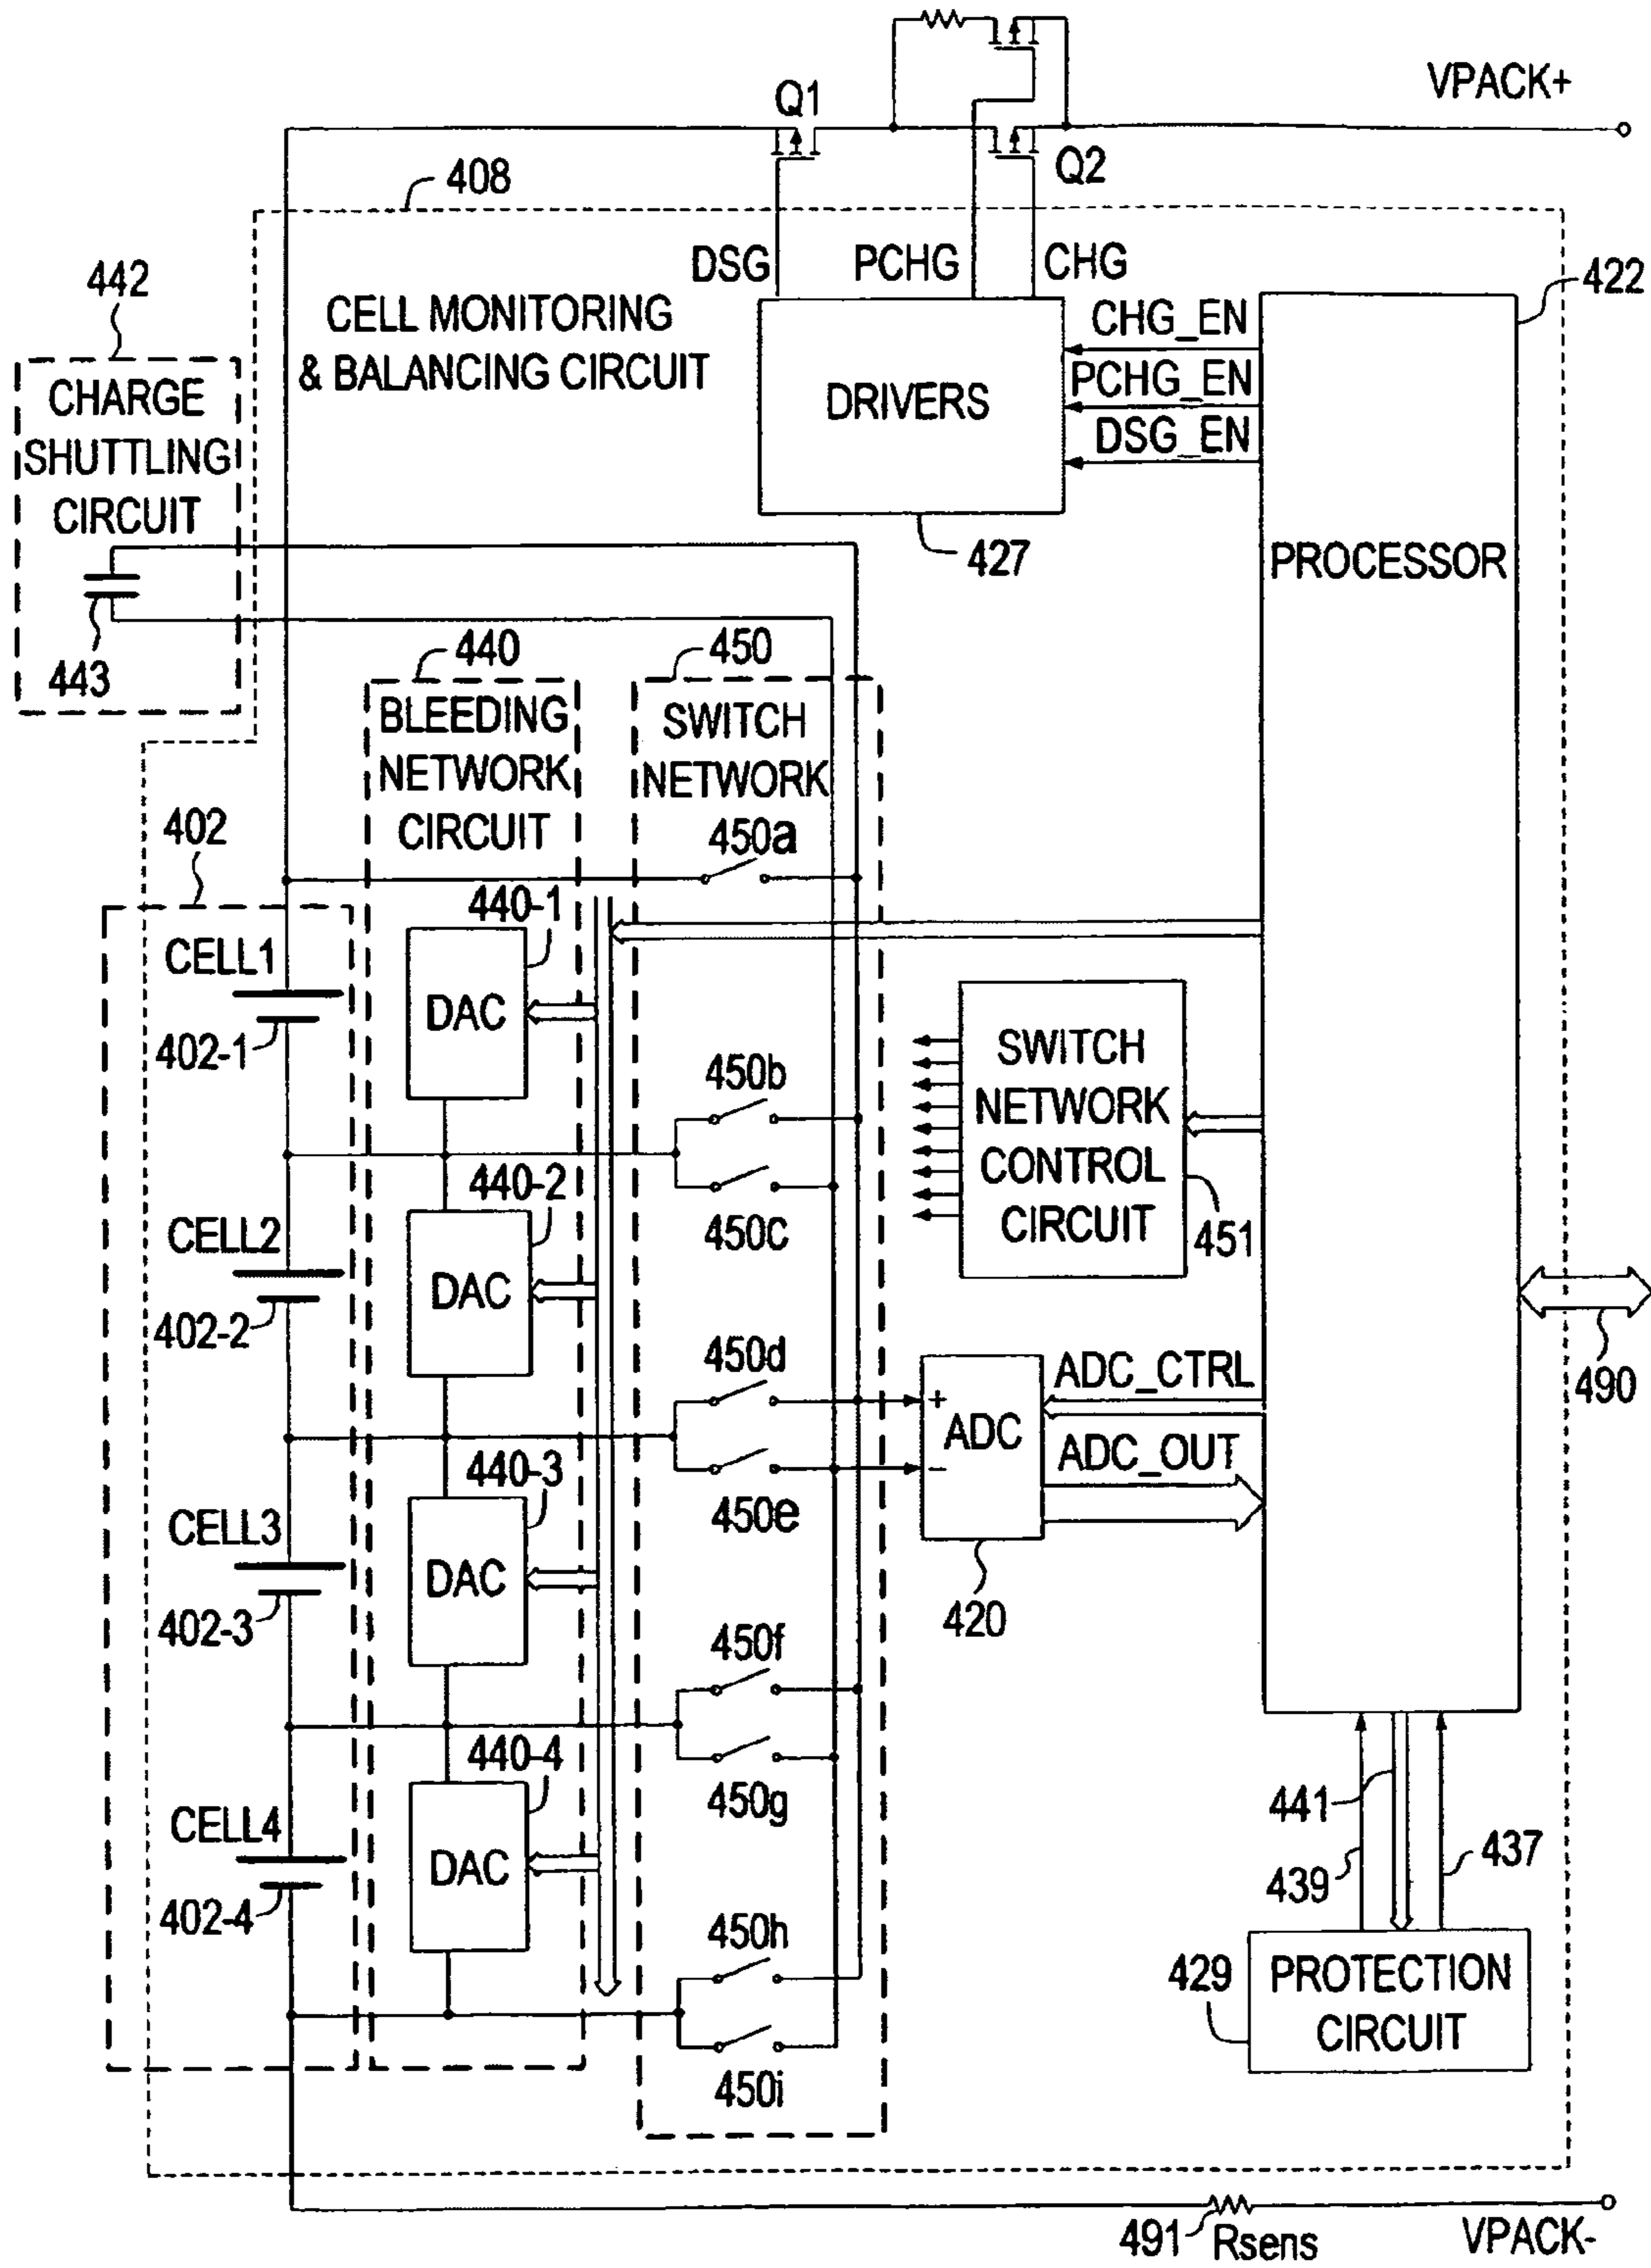 VPACK+
Q1
Q2
408
DSG
PCHG
CHG
442
CELL MONITORING
& BALANCING CIRCUIT
422
CHG_EN
PCHG_EN
DSG_EN
DRIVERS
CHARGE
SHUTTLING
CIRCUIT
427
PROCESSOR
443
440
450
BLEEDING
NETWORK
CIRCUIT
SWITCH
NETWORK
402
450a
440-1
CELL1
DAC
402-1
SWITCH
NETWORK
CONTROL
CIRCUIT
451
450b
450c
440-2
CELL2
DAC
402-2
450d
450e
ADC_CTRL
490
+
ADC
−
ADC_OUT
440-3
CELL3
DAC
402-3
420
450f
450g
440-4
CELL4
DAC
402-4
441
439
437
450h
450i
429
PROTECTION
CIRCUIT
491
Rsens
VPACK-